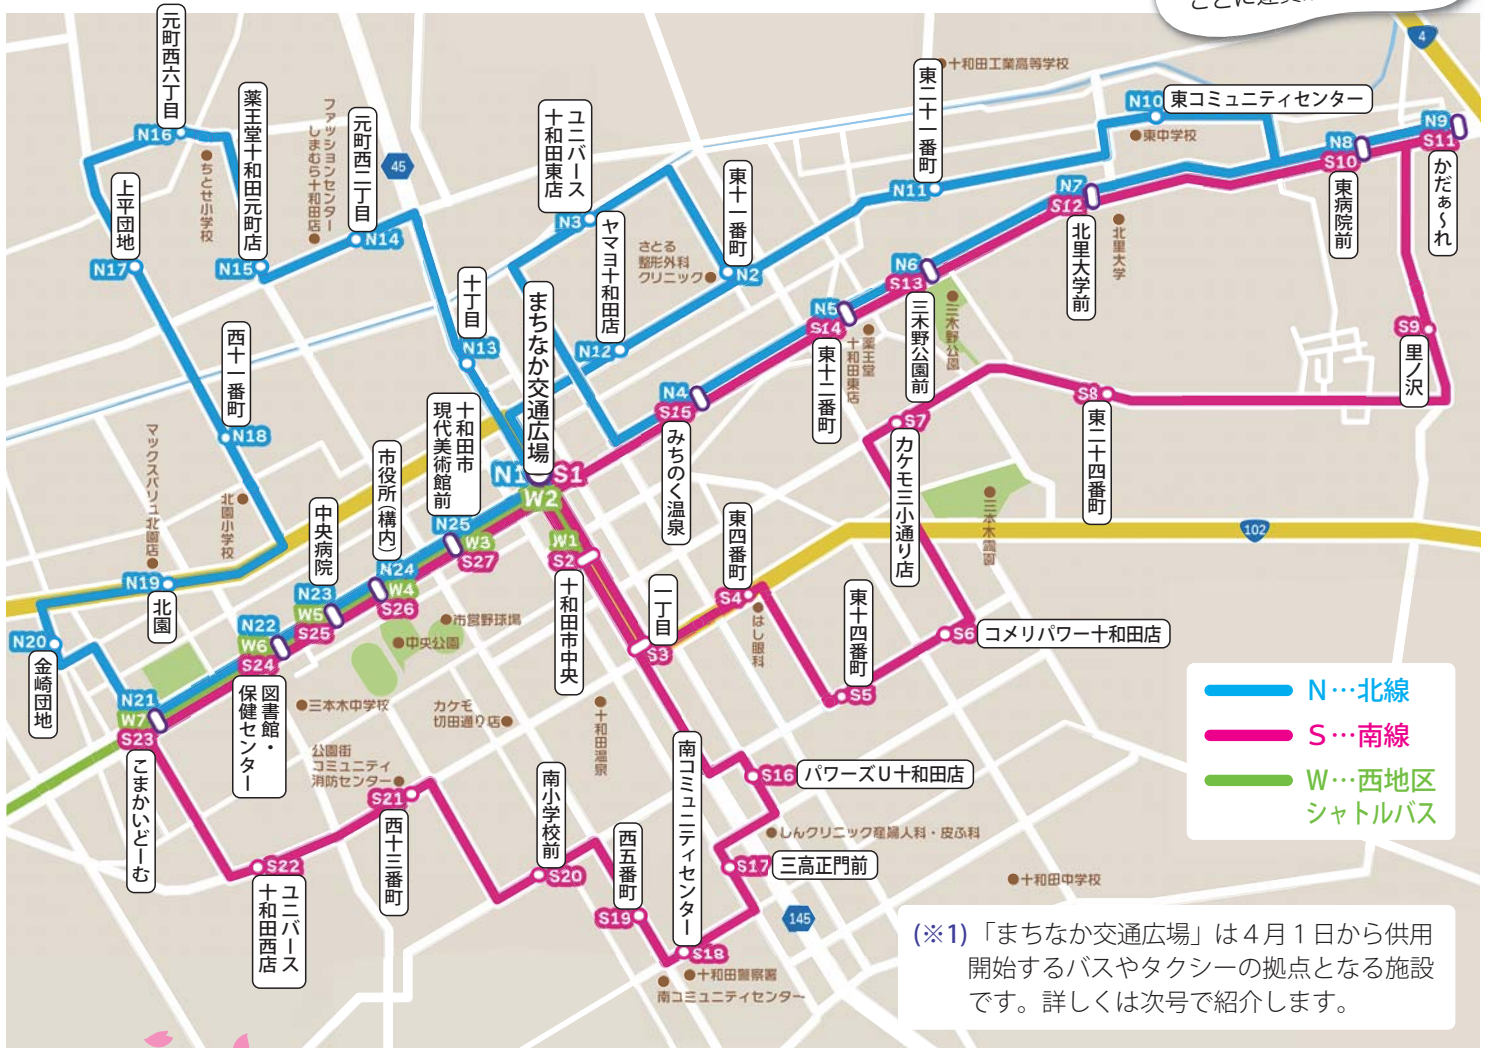 元町西六丁目
N16
薬王堂十和田元町店
ファッションセンター
しまむら十和田店
元町西二丁目
45
ちとせ小学校
上平団地
N17
N15
N14
十丁目
N13
西十一番町
N18
マックスバリュ北園店
北園小学校
N19
北園
N20
金崎団地
ユニバース
十和田東店
N3
ヤマヨ十和田店
N12
さとる
整形外科
クリニック
東十一番町
N2
十和田工業高等学校
東二十一番町
N11
N10
東コミュニティセンター
東中学校
4
N9
S11
かだぁ〜れ
N8
S10
東病院前
N7
S12
北里大学前
北里大学
N6
S13
三木野公園前
三木野公園
N5
S14
東十二番町
薬王堂
十和田東店
N4
S15
みちのく温泉
S9
里ノ沢
S8
東二十四番町
S7
カケモ三小通り店
三本木霊園
102
まちなか交通広場
N1
S1
W2
十和田市
現代美術館前
N25
W3
S27
市役所(構内)
N24
W4
S26
中央病院
N23
W5
S25
N22
W6
S24
図書館・
保健センター
N21
W7
S23
こまかいどーむ
市営野球場
中央公園
三本木中学校
カケモ
切田通り店
公園街
コミュニティ
消防センター
W1
S2
十和田市中央
一丁目
S3
東四番町
S4
はし眼科
東十四番町
S5
S6
コメリパワー十和田店
十和田温泉
南コミュニティセンター
S16
パワーズU十和田店
しんクリニック産婦人科・皮ふ科
S17
三高正門前
145
S18
十和田警察署
南コミュニティセンター
西五番町
S19
南小学校前
S20
S21
西十三番町
S22
ユニバース
十和田西店
十和田中学校
N…北線
S…南線
W…西地区
シャトルバス
(※1)「まちなか交通広場」は4月1日から供用
開始するバスやタクシーの拠点となる施設
です。詳しくは次号で紹介します。